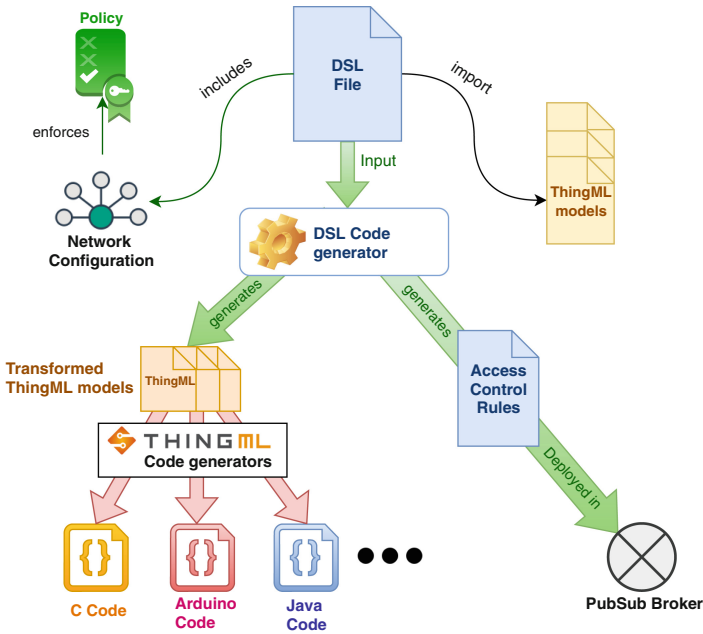 Policy
includes
DSL
File
import
enforces
Input
ThingML
models
Network
Configuration
DSL Code
generator
generates
generates
Transformed
ThingML models
ThingML
Access
Control
Rules
THINGML
Code generators
Deployed in
C Code
Arduino
Code
Java
Code
PubSub Broker